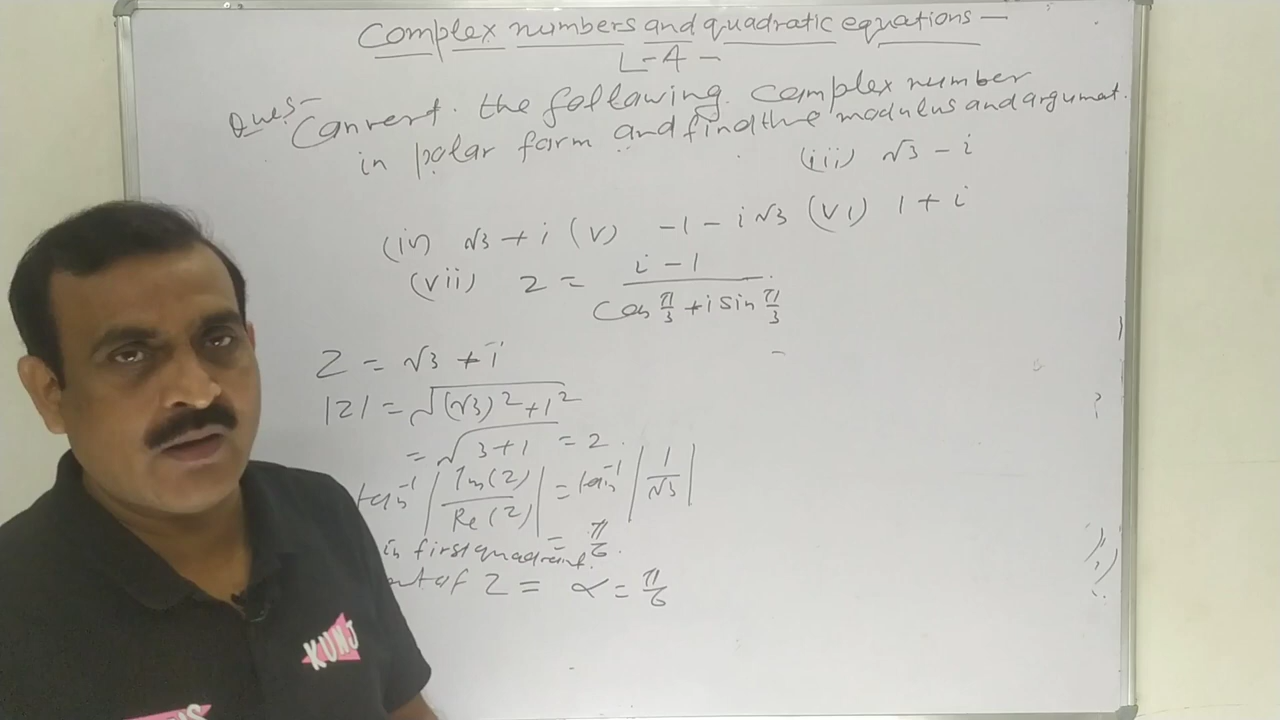 Complex numbers and quadratic equations —
L-4 -
Ques- Convert. the following. complex number
in polar form and find the modulus and argumat.
(iii) √3 - i
(iv) √3 + i (v) -1 - i√3 (vi) 1 + i
(vii) z = i - 1 / Cos π/3 + i Sin π/3
z = √3 + i
|z| = √(√3)² + 1²
= √3+1 = 2.
tan⁻¹ |Im(z) / Re(z)| = tan⁻¹ |1/√3|
= π/6.
in first quadrant.
of z = α = π/6
KUNJ